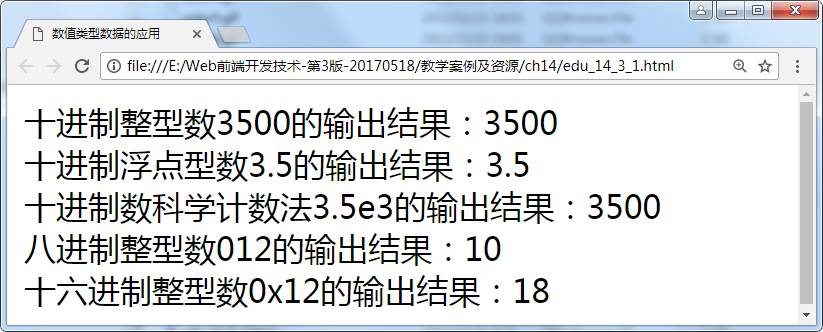 数值类型数据的应用
file:///E:/Web前端开发技术-第3版-20170518/教学案例及资源/ch14/edu_14_3_1.html
十进制整型数3500的输出结果：3500
十进制浮点型数3.5的输出结果：3.5
十进制数科学计数法3.5e3的输出结果：3500
八进制整型数012的输出结果：10
十六进制整型数0x12的输出结果：18